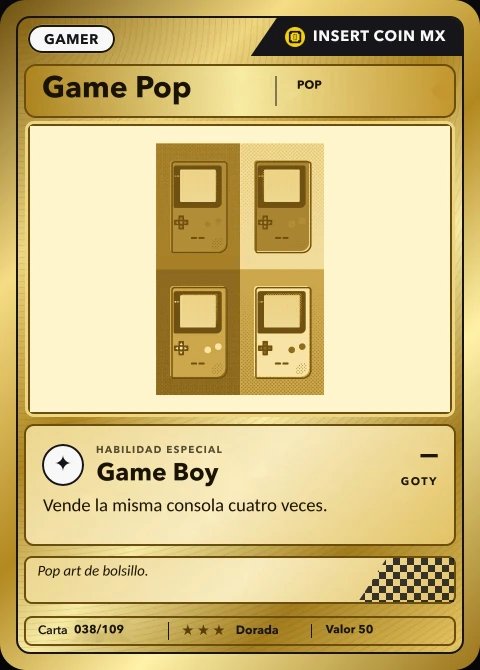 GAMER
INSERT COIN MX
Game Pop
POP
HABILIDAD ESPECIAL
Game Boy
—
GOTY
Vende la misma consola cuatro veces.
Pop art de bolsillo.
Carta 038/109 ★★★ Dorada Valor 50